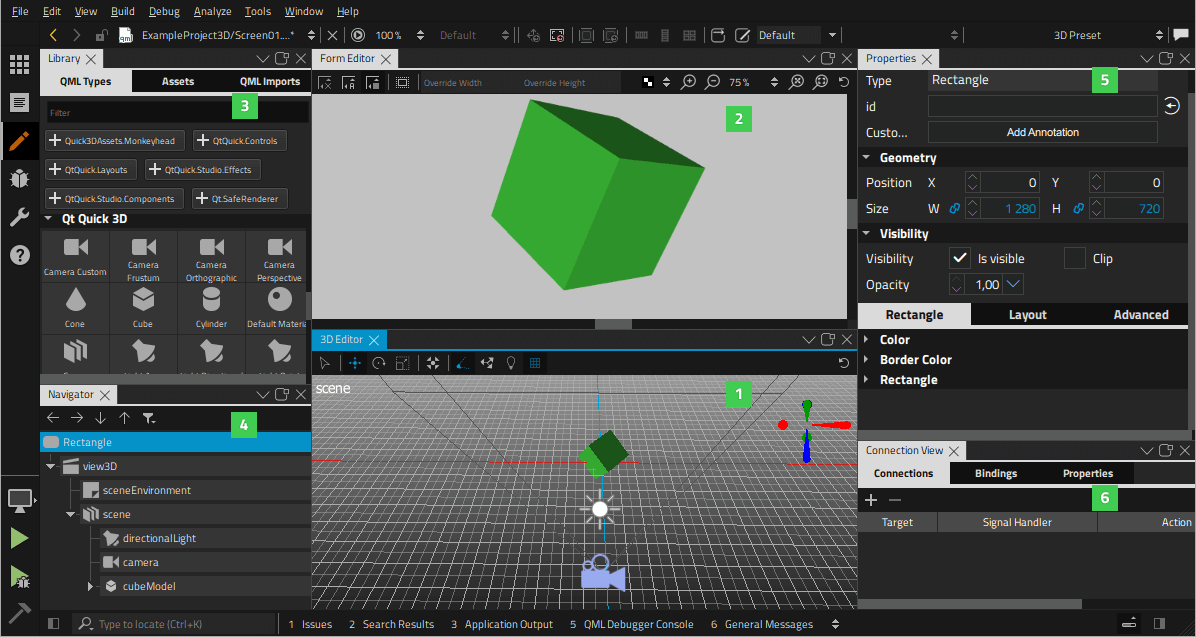 File Edit View Build Debug Analyze Tools Window Help
qml ExampleProject3D/Screen01....* 100% Default Default 3D Preset
Library
QML Types Assets QML Imports
3
Filter
Quick3DAssets.Monkeyhead QtQuick.Controls
QtQuick.Layouts QtQuick.Studio.Effects
QtQuick.Studio.Components Qt.SafeRenderer
Qt Quick 3D
Camera Custom Camera Frustum Camera Orthographic Camera Perspective
Cone Cube Cylinder Default Materia
Navigator
4
Rectangle
view3D
sceneEnvironment
scene
directionalLight
camera
cubeModel
Form Editor
Override Width Override Height 75%
2
3D Editor
scene
1
Properties
Type Rectangle
5
id
Custo... Add Annotation
Geometry
Position X 0 Y 0
Size W 1 280 H 720
Visibility
Visibility Is visible Clip
Opacity 1,00
Rectangle Layout Advanced
Color
Border Color
Rectangle
Connection View
Connections Bindings Properties
6
Target Signal Handler Action
Type to locate (Ctrl+K) 1 Issues 2 Search Results 3 Application Output 5 QML Debugger Console 6 General Messages